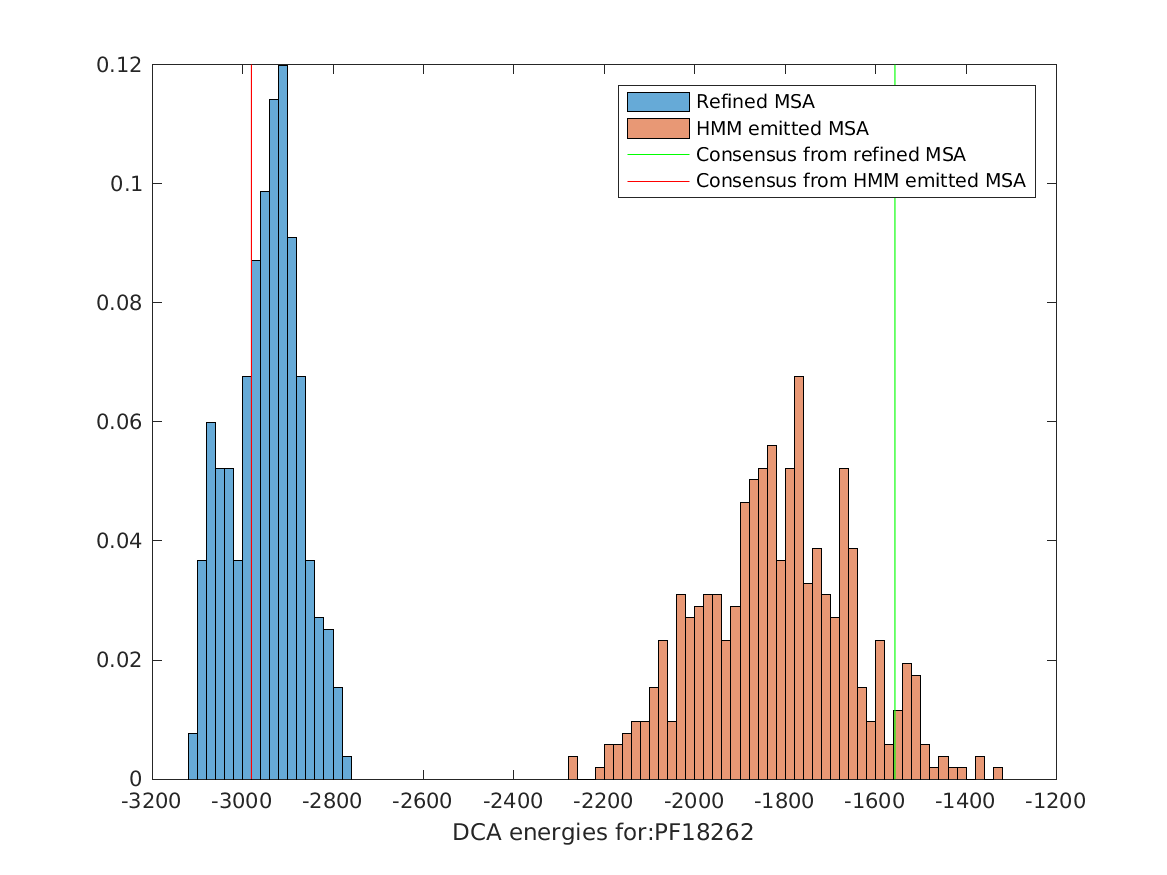 0.12
0.1
0.08
0.06
0.04
0.02
0
Refined MSA
HMM emitted MSA
Consensus from refined MSA
Consensus from HMM emitted MSA
-3200 -3000 -2800 -2600 -2400 -2200 -2000 -1800 -1600 -1400 -1200
DCA energies for:PF18262